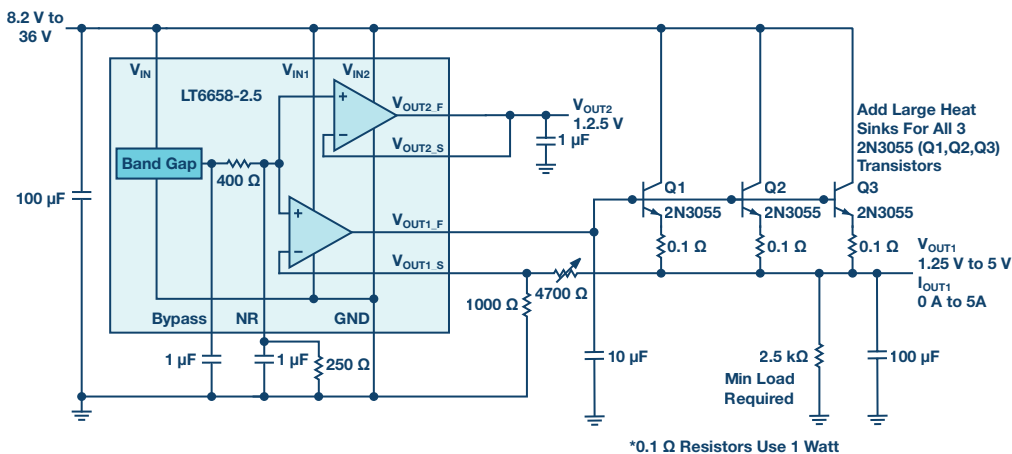 8.2 V to
36 V
VIN
VIN1
VIN2
LT6658-2.5
VOUT2_F
VOUT2
1.2.5 V
1 µF
VOUT2_S
Add Large Heat
Sinks For All 3
2N3055 (Q1,Q2,Q3)
Transistors
Band Gap
400 Ω
100 µF
Q1
Q2
Q3
2N3055
2N3055
2N3055
VOUT1_F
0.1 Ω
0.1 Ω
0.1 Ω
VOUT1_S
VOUT1
1.25 V to 5 V
IOUT1
0 A to 5A
4700 Ω
1000 Ω
Bypass
NR
GND
1 µF
1 µF
250 Ω
10 µF
2.5 kΩ
Min Load
Required
100 µF
*0.1 Ω Resistors Use 1 Watt